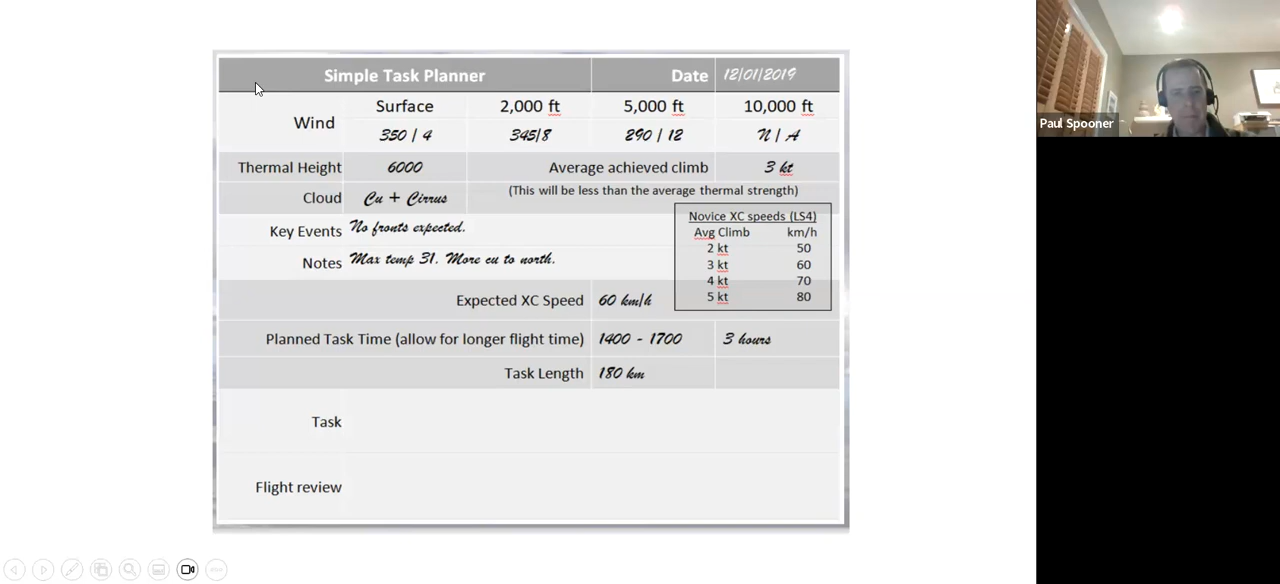 Simple Task Planner Date 12/01/2019
Surface 2,000 ft 5,000 ft 10,000 ft
Wind
350 / 4 345/8 290 / 12 N / A
Thermal Height 6000 Average achieved climb 3 kt
Cloud Cu + Cirrus (This will be less than the average thermal strength)
Key Events No fronts expected.
Notes Max temp 31. More cu to north.
Novice XC speeds (LS4)
Avg Climb km/h
2 kt 50
3 kt 60
4 kt 70
5 kt 80
Expected XC Speed 60 km/h
Planned Task Time (allow for longer flight time) 1400 - 1700 3 hours
Task Length 180 km
Task
Flight review
Paul Spooner